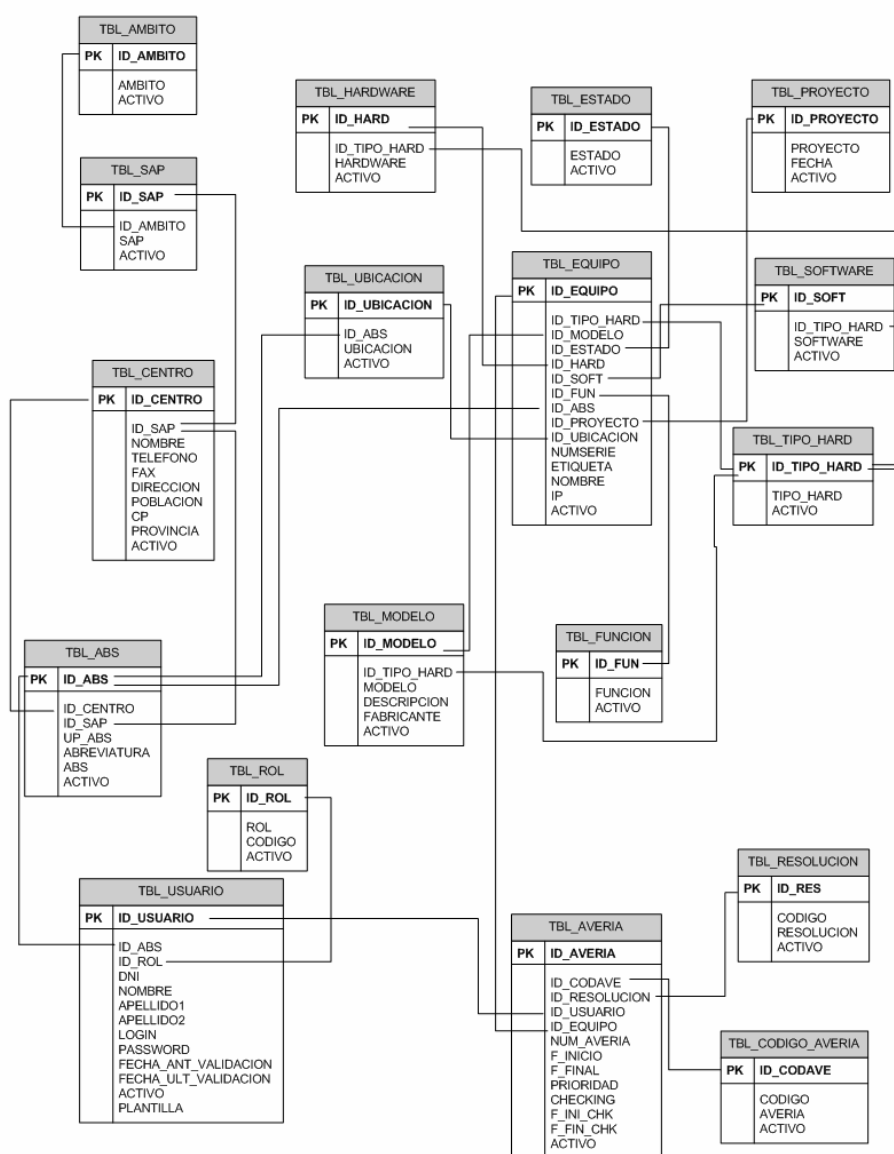 TBL_AMBITO
PK ID_AMBITO
AMBITO
ACTIVO
TBL_HARDWARE
PK ID_HARD
ID_TIPO_HARD
HARDWARE
ACTIVO
TBL_ESTADO
PK ID_ESTADO
ESTADO
ACTIVO
TBL_PROYECTO
PK ID_PROYECTO
PROYECTO
FECHA
ACTIVO
TBL_SAP
PK ID_SAP
ID_AMBITO
SAP
ACTIVO
TBL_UBICACION
PK ID_UBICACION
ID_ABS
UBICACION
ACTIVO
TBL_EQUIPO
PK ID_EQUIPO
ID_TIPO_HARD
ID_MODELO
ID_ESTADO
ID_HARD
ID_SOFT
ID_FUN
ID_ABS
ID_PROYECTO
ID_UBICACION
NUMSERIE
ETIQUETA
NOMBRE
IP
ACTIVO
TBL_SOFTWARE
PK ID_SOFT
ID_TIPO_HARD
SOFTWARE
ACTIVO
TBL_CENTRO
PK ID_CENTRO
ID_SAP
NOMBRE
TELEFONO
FAX
DIRECCION
POBLACION
CP
PROVINCIA
ACTIVO
TBL_TIPO_HARD
PK ID_TIPO_HARD
TIPO_HARD
ACTIVO
TBL_MODELO
PK ID_MODELO
ID_TIPO_HARD
MODELO
DESCRIPCION
FABRICANTE
ACTIVO
TBL_FUNCION
PK ID_FUN
FUNCION
ACTIVO
TBL_ABS
PK ID_ABS
ID_CENTRO
ID_SAP
UP_ABS
ABREVIATURA
ABS
ACTIVO
TBL_ROL
PK ID_ROL
ROL
CODIGO
ACTIVO
TBL_USUARIO
PK ID_USUARIO
ID_ABS
ID_ROL
DNI
NOMBRE
APELLIDO1
APELLIDO2
LOGIN
PASSWORD
FECHA_ANT_VALIDACION
FECHA_ULT_VALIDACION
ACTIVO
PLANTILLA
TBL_AVERIA
PK ID_AVERIA
ID_CODAVE
ID_RESOLUCION
ID_USUARIO
ID_EQUIPO
NUM_AVERIA
F_INICIO
F_FINAL
PRIORIDAD
CHECKING
F_INI_CHK
F_FIN_CHK
ACTIVO
TBL_RESOLUCION
PK ID_RES
CODIGO
RESOLUCION
ACTIVO
TBL_CODIGO_AVERIA
PK ID_CODAVE
CODIGO
AVERIA
ACTIVO